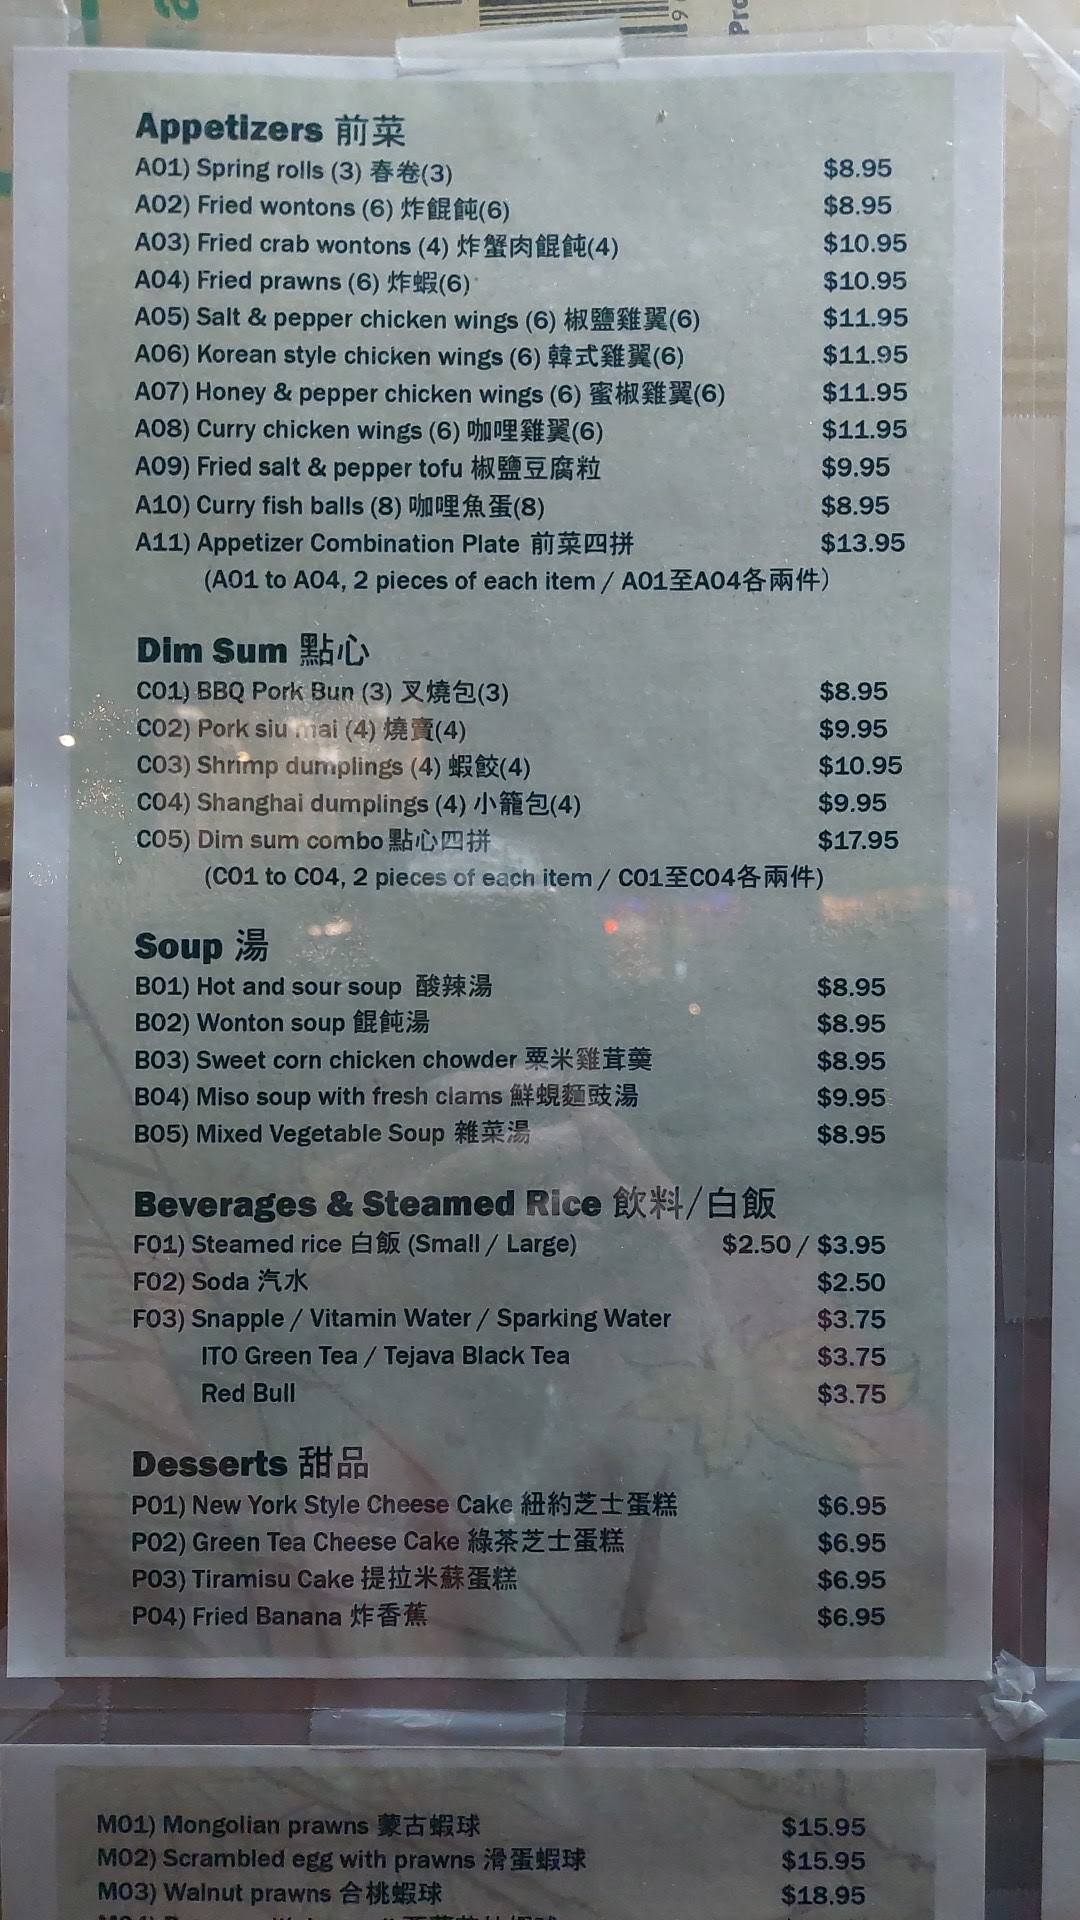 Pro
Appetizers 前菜
A01) Spring rolls (3) 春卷(3) $8.95
A02) Fried wontons (6) 炸餛飩(6) $8.95
A03) Fried crab wontons (4) 炸蟹肉餛飩(4) $10.95
A04) Fried prawns (6) 炸蝦(6) $10.95
A05) Salt & pepper chicken wings (6) 椒鹽雞翼(6) $11.95
A06) Korean style chicken wings (6) 韓式雞翼(6) $11.95
A07) Honey & pepper chicken wings (6) 蜜椒雞翼(6) $11.95
A08) Curry chicken wings (6) 咖哩雞翼(6) $11.95
A09) Fried salt & pepper tofu 椒鹽豆腐粒 $9.95
A10) Curry fish balls (8) 咖哩魚蛋(8) $8.95
A11) Appetizer Combination Plate 前菜四拼 $13.95
(A01 to A04, 2 pieces of each item / A01至A04各兩件)
Dim Sum 點心
C01) BBQ Pork Bun (3) 叉燒包(3) $8.95
C02) Pork siu mai (4) 燒賣(4) $9.95
C03) Shrimp dumplings (4) 蝦餃(4) $10.95
C04) Shanghai dumplings (4) 小籠包(4) $9.95
C05) Dim sum combo 點心四拼 $17.95
(C01 to C04, 2 pieces of each item / C01至C04各兩件)
Soup 湯
B01) Hot and sour soup 酸辣湯 $8.95
B02) Wonton soup 餛飩湯 $8.95
B03) Sweet corn chicken chowder 粟米雞茸羹 $8.95
B04) Miso soup with fresh clams 鮮蜆麵豉湯 $9.95
B05) Mixed Vegetable Soup 雜菜湯 $8.95
Beverages & Steamed Rice 飲料/白飯
F01) Steamed rice 白飯 (Small / Large) $2.50 / $3.95
F02) Soda 汽水 $2.50
F03) Snapple / Vitamin Water / Sparking Water $3.75
ITO Green Tea / Tejava Black Tea $3.75
Red Bull $3.75
Desserts 甜品
P01) New York Style Cheese Cake 紐約芝士蛋糕 $6.95
P02) Green Tea Cheese Cake 綠茶芝士蛋糕 $6.95
P03) Tiramisu Cake 提拉米蘇蛋糕 $6.95
P04) Fried Banana 炸香蕉 $6.95
M01) Mongolian prawns 蒙古蝦球 $15.95
M02) Scrambled egg with prawns 滑蛋蝦球 $15.95
M03) Walnut prawns 合桃蝦球 $18.95